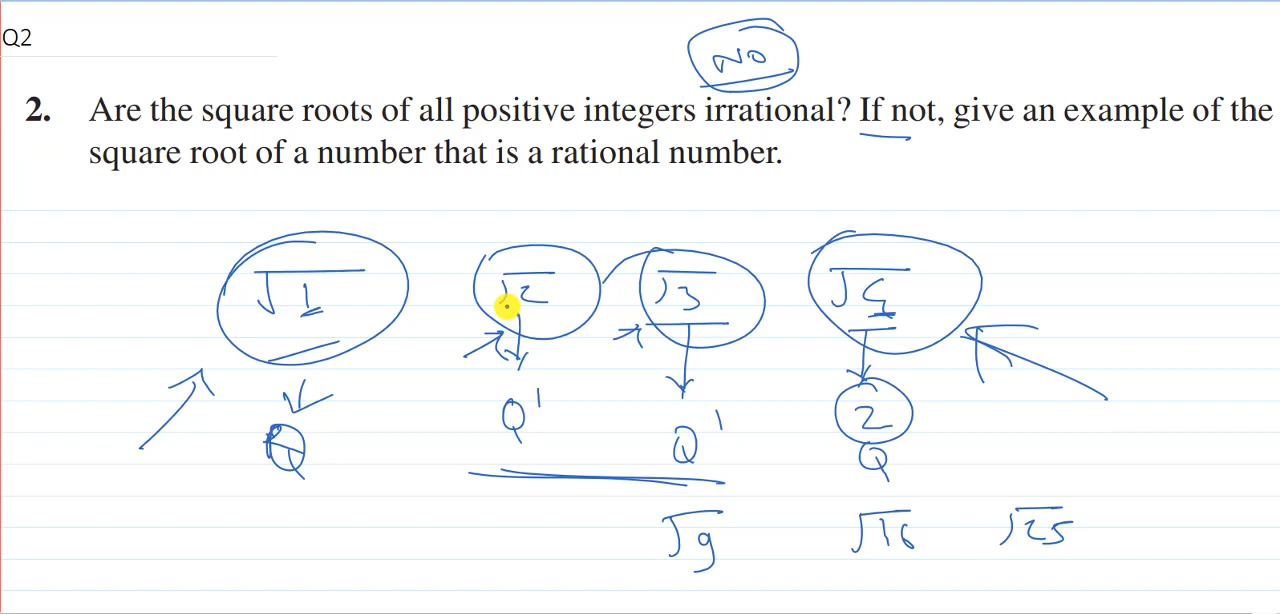 Q2
NO
2. Are the square roots of all positive integers irrational? If not, give an example of the
square root of a number that is a rational number.
√1 √2 √3 √4
Q Q' Q' 2
Q
√9 √16 √25